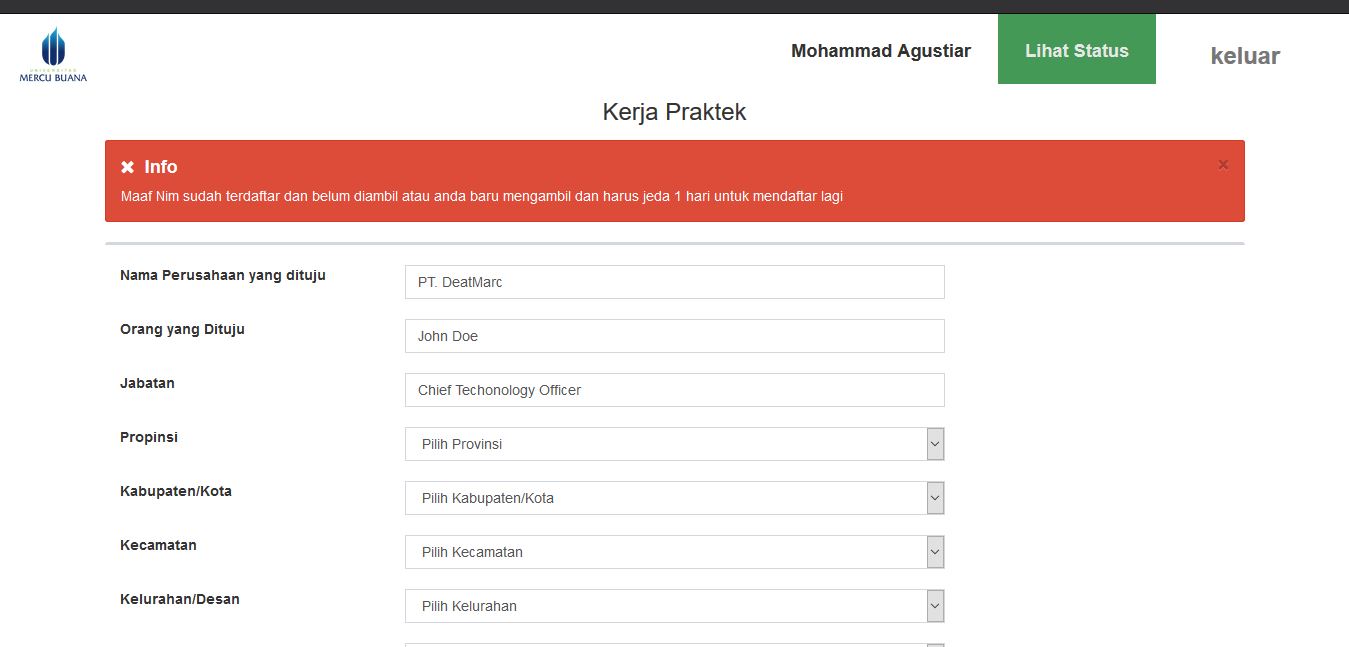 Mohammad Agustiar
Lihat Status
keluar
UNIVERSITAS
MERCU BUANA
Kerja Praktek
Info
Maaf Nim sudah terdaftar dan belum diambil atau anda baru mengambil dan harus jeda 1 hari untuk mendaftar lagi
Nama Perusahaan yang dituju
PT. DeatMarc
Orang yang Dituju
John Doe
Jabatan
Chief Techonology Officer
Propinsi
Pilih Provinsi
Kabupaten/Kota
Pilih Kabupaten/Kota
Kecamatan
Pilih Kecamatan
Kelurahan/Desan
Pilih Kelurahan